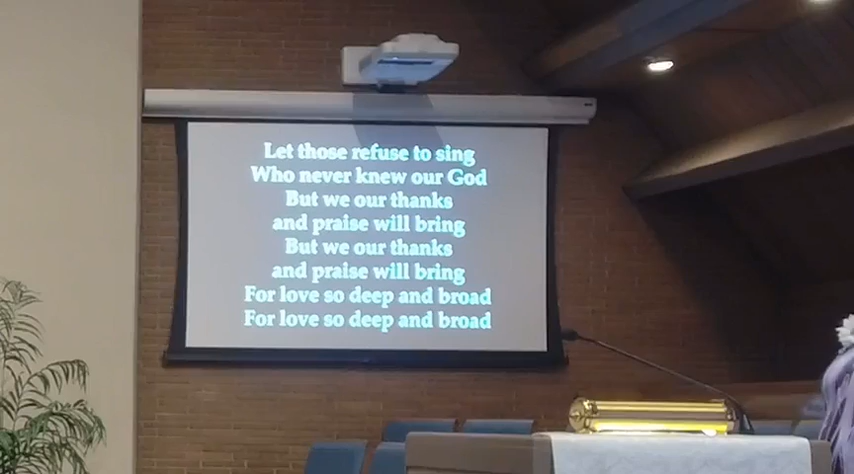 Let those refuse to sing
Who never knew our God
But we our thanks
and praise will bring
But we our thanks
and praise will bring
For love so deep and broad
For love so deep and broad